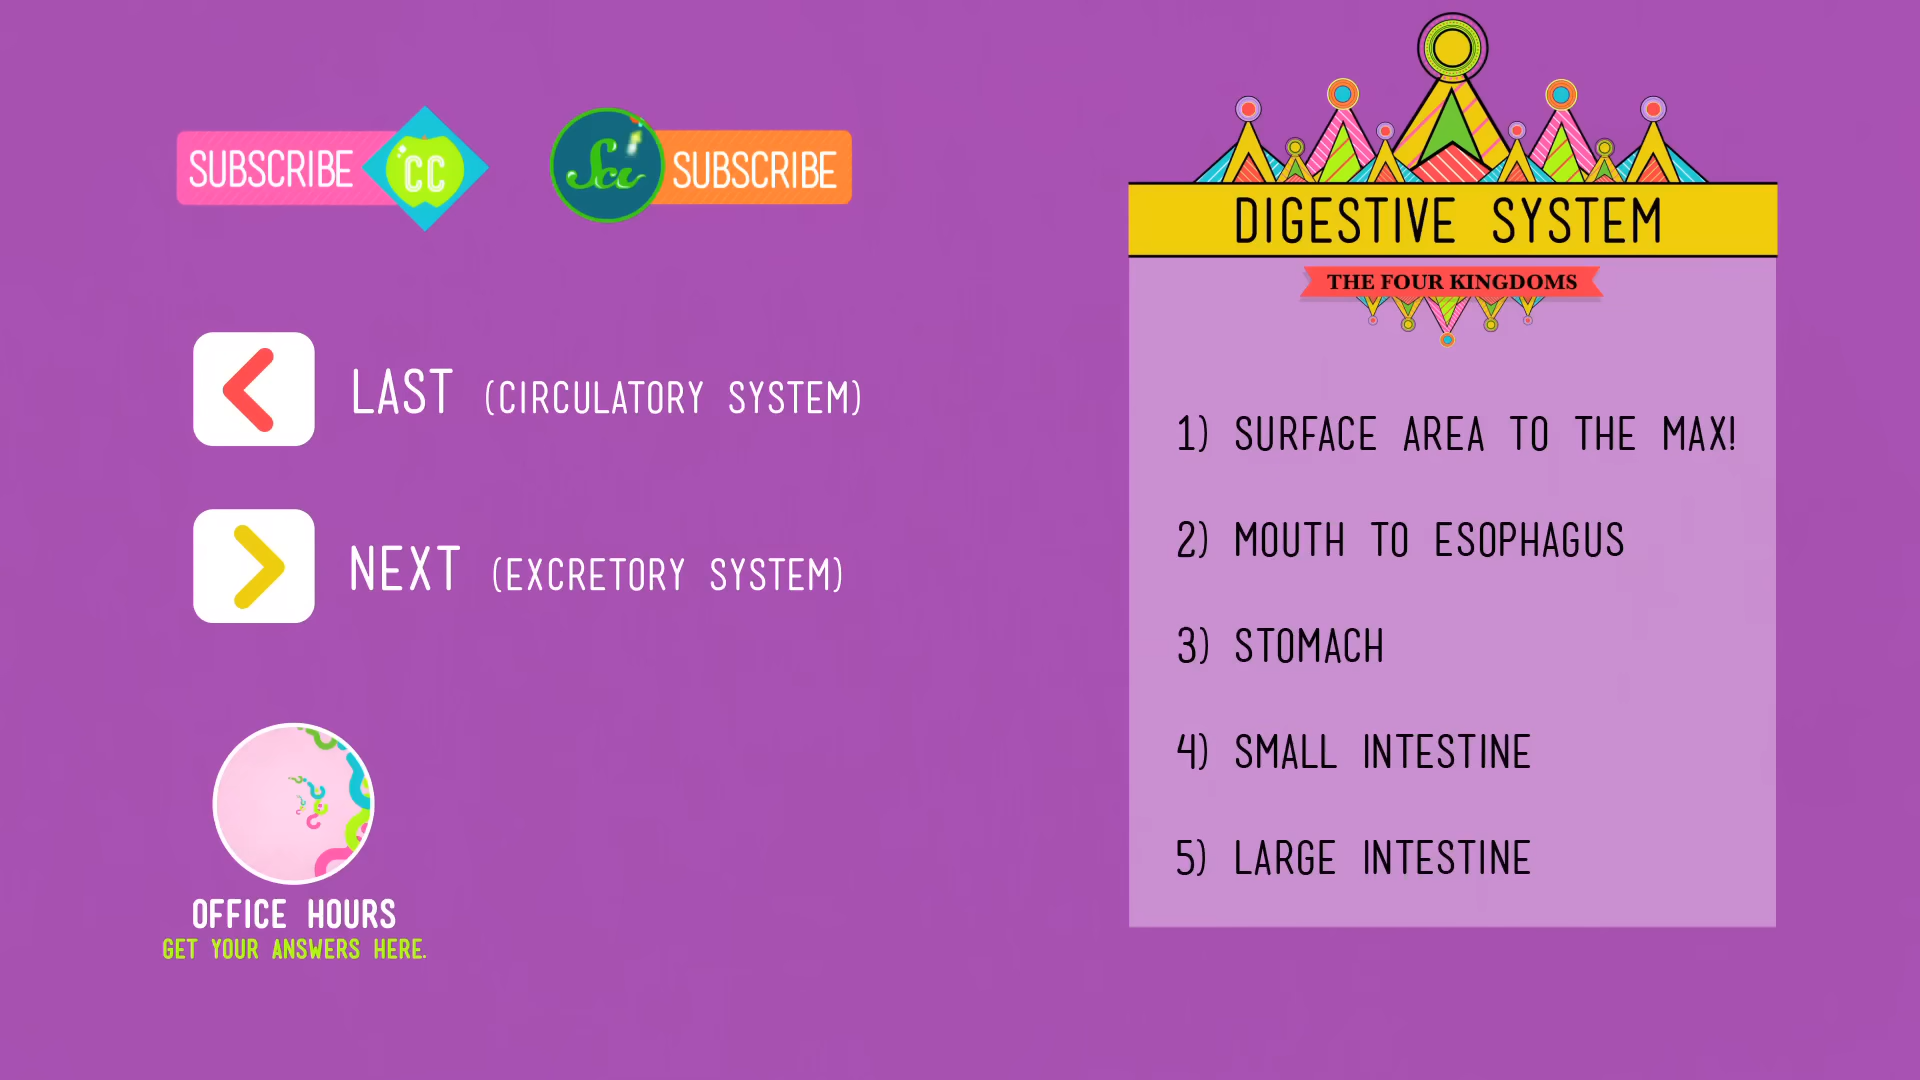 SUBSCRIBE CC
Sci SUBSCRIBE
LAST (CIRCULATORY SYSTEM)
NEXT (EXCRETORY SYSTEM)
OFFICE HOURS
GET YOUR ANSWERS HERE.
DIGESTIVE SYSTEM
THE FOUR KINGDOMS
1) SURFACE AREA TO THE MAX!
2) MOUTH TO ESOPHAGUS
3) STOMACH
4) SMALL INTESTINE
5) LARGE INTESTINE